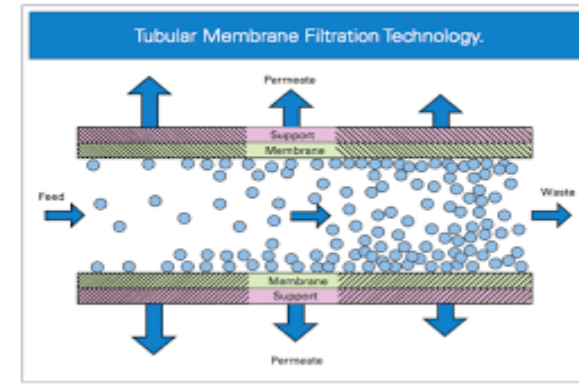 Tubular Membrane Filtration Technology.
Permeate
Support
Membrane
Feed
Waste
Membrane
Support
Permeate